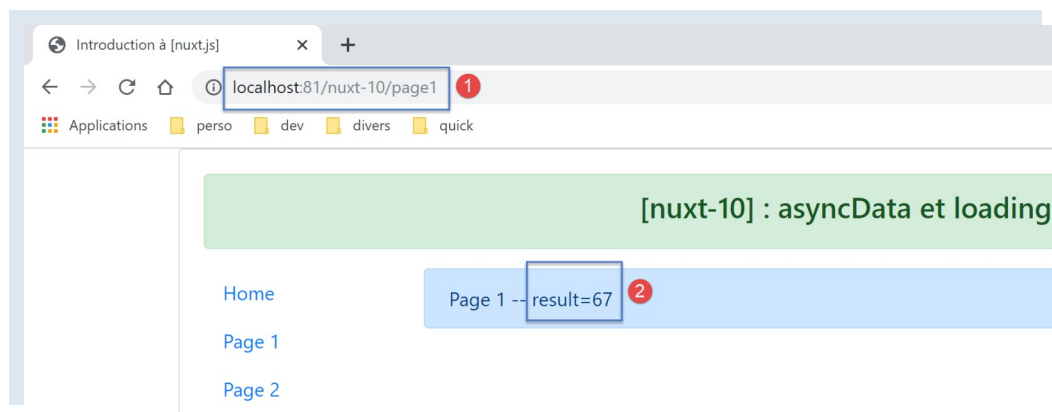 Introduction à [nuxt.js]
localhost:81/nuxt-10/page1 1
Applications perso dev divers quick
[nuxt-10] : asyncData et loading
Home
Page 1 -- result=67 2
Page 1
Page 2